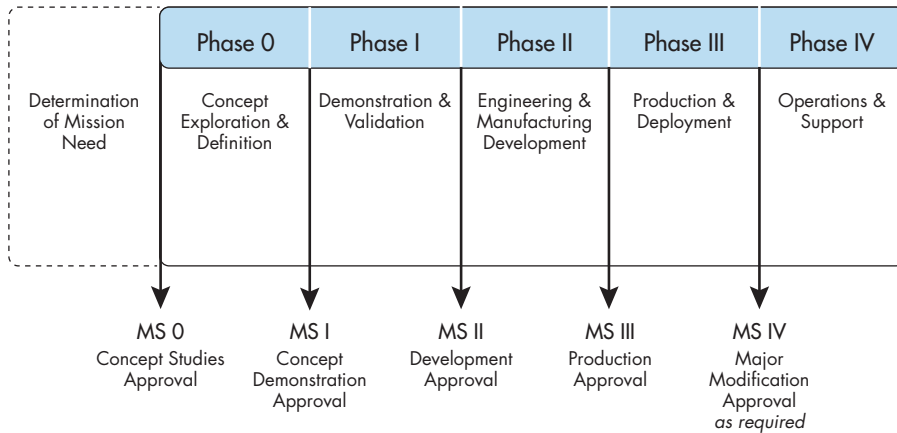 Phase 0
Phase I
Phase II
Phase III
Phase IV
Determination
of Mission
Need
Concept
Exploration &
Definition
Demonstration &
Validation
Engineering &
Manufacturing
Development
Production &
Deployment
Operations &
Support
MS 0
Concept Studies
Approval
MS I
Concept
Demonstration
Approval
MS II
Development
Approval
MS III
Production
Approval
MS IV
Major
Modification
Approval
as required